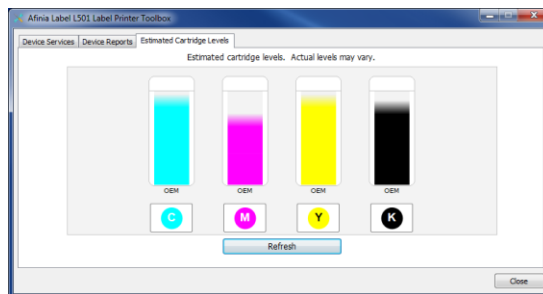 Afinia Label L501 Label Printer Toolbox
Device Services Device Reports Estimated Cartridge Levels
Estimated cartridge levels. Actual levels may vary.
OEM OEM OEM OEM
C M Y K
Refresh
Close